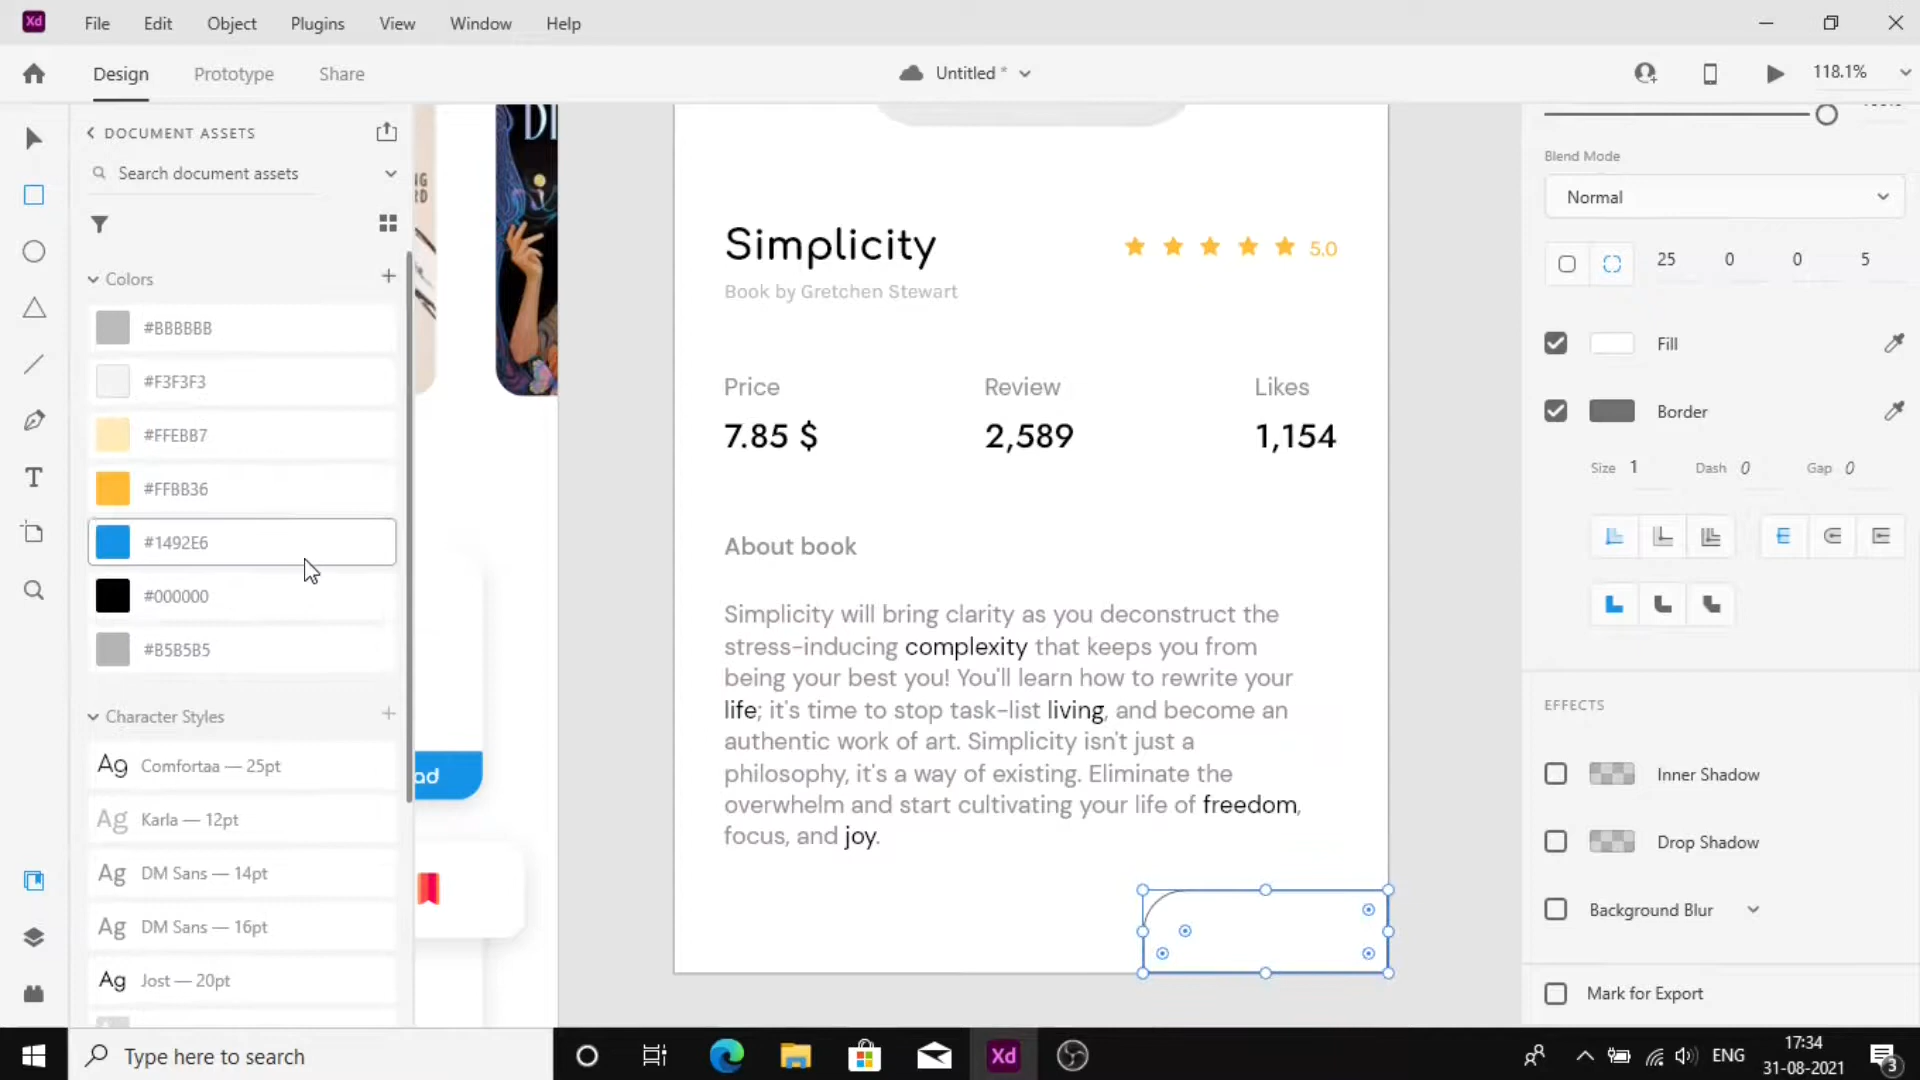 Xd File Edit Object Plugins View Window Help
Design Prototype Share
Untitled *
118.1%
DOCUMENT ASSETS
Search document assets
Colors
#BBBBBB
#F3F3F3
#FFEBB7
#FFBB36
#1492E6
#000000
#B5B5B5
Character Styles
Ag Comfortaa — 25pt
Ag Karla — 12pt
Ag DM Sans — 14pt
Ag DM Sans — 16pt
Ag Jost — 20pt
ad
Simplicity
5.0
Book by Gretchen Stewart
Price Review Likes
7.85 $ 2,589 1,154
About book
Simplicity will bring clarity as you deconstruct the
stress-inducing complexity that keeps you from
being your best you! You'll learn how to rewrite your
life; it's time to stop task-list living, and become an
authentic work of art. Simplicity isn't just a
philosophy, it's a way of existing. Eliminate the
overwhelm and start cultivating your life of freedom,
focus, and joy.
Blend Mode
Normal
25 0 0 5
Fill
Border
Size 1 Dash 0 Gap 0
EFFECTS
Inner Shadow
Drop Shadow
Background Blur
Mark for Export
Type here to search
Xd
ENG
17:34
31-08-2021
3